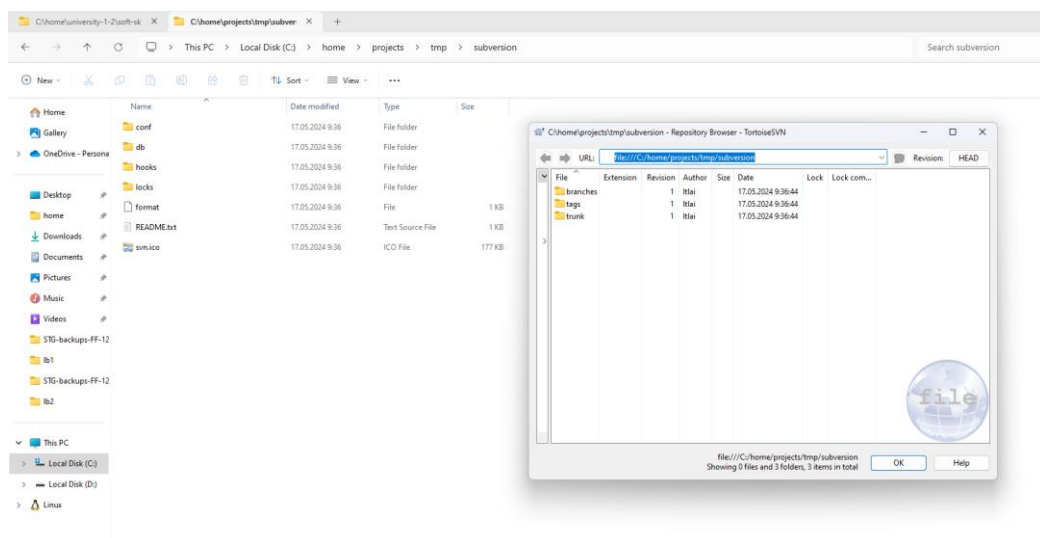 C:\home\university-1-2\soft-sk
C:\home\projects\tmp\subver
This PC > Local Disk (C:) > home > projects > tmp > subversion
Search subversion
New
Sort
View
Home
Gallery
OneDrive - Persona
Desktop
home
Downloads
Documents
Pictures
Music
Videos
STG-backups-FF-12
lb1
STG-backups-FF-12
lb2
This PC
Local Disk (C:)
Local Disk (D:)
Linux
Name Date modified Type Size
conf 17.05.2024 9:36 File folder
db 17.05.2024 9:36 File folder
hooks 17.05.2024 9:36 File folder
locks 17.05.2024 9:36 File folder
format 17.05.2024 9:36 File 1 KB
README.txt 17.05.2024 9:36 Text Source File 1 KB
svn.ico 17.05.2024 9:36 ICO File 177 KB
C:\home\projects\tmp\subversion - Repository Browser - TortoiseSVN
URL: file:///C:/home/projects/tmp/subversion Revision: HEAD
File Extension Revision Author Size Date Lock Lock com...
branches 1 Itlai 17.05.2024 9:36:44
tags 1 Itlai 17.05.2024 9:36:44
trunk 1 Itlai 17.05.2024 9:36:44
file
file:///C:/home/projects/tmp/subversion
Showing 0 files and 3 folders, 3 items in total
OK
Help